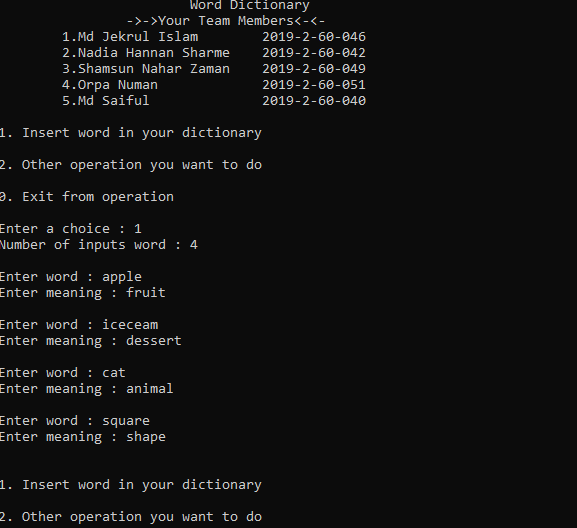 Word Dictionary
->->Your Team Members<-<-
1.Md Jekrul Islam 2019-2-60-046
2.Nadia Hannan Sharme 2019-2-60-042
3.Shamsun Nahar Zaman 2019-2-60-049
4.Orpa Numan 2019-2-60-051
5.Md Saiful 2019-2-60-040
1. Insert word in your dictionary
2. Other operation you want to do
0. Exit from operation
Enter a choice : 1
Number of inputs word : 4
Enter word : apple
Enter meaning : fruit
Enter word : iceceam
Enter meaning : dessert
Enter word : cat
Enter meaning : animal
Enter word : square
Enter meaning : shape
1. Insert word in your dictionary
2. Other operation you want to do